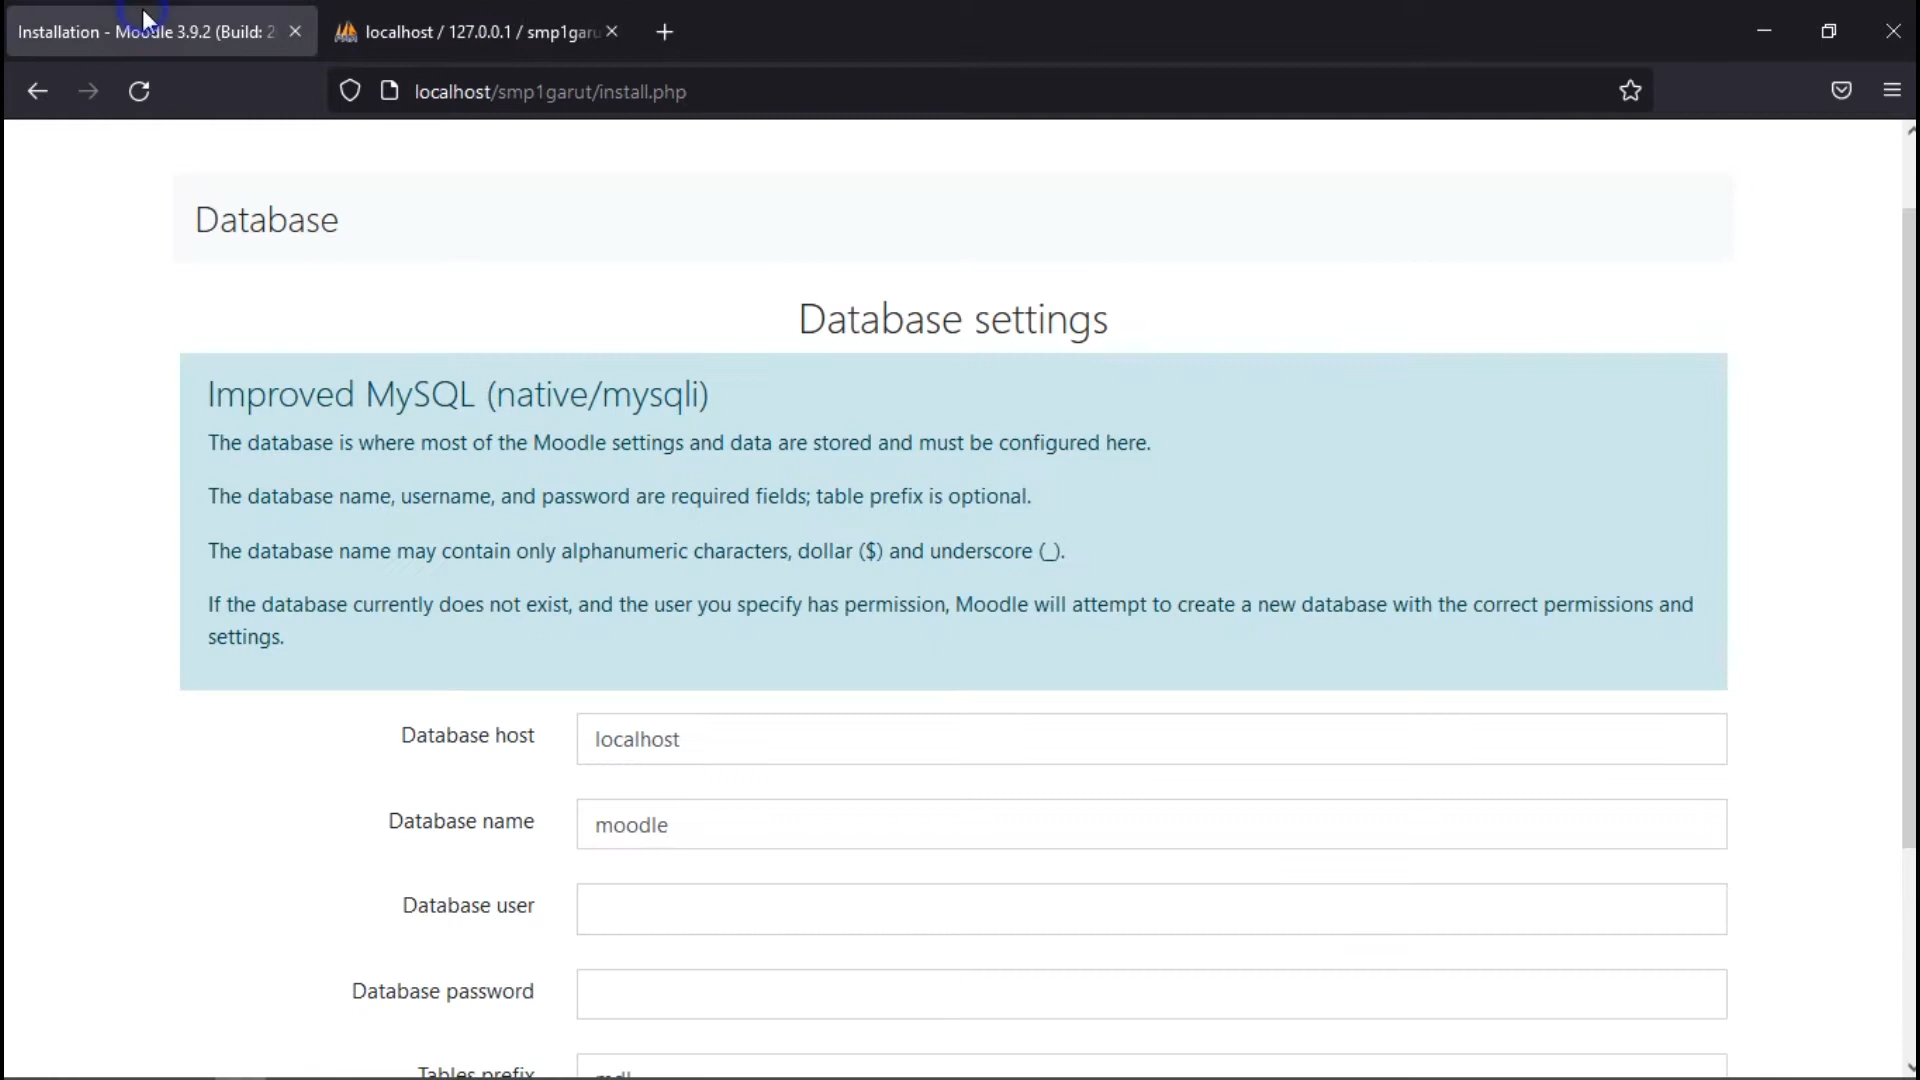 Installation - Moodle 3.9.2 (Build: 2
localhost / 127.0.0.1 / smp1garu
localhost/smp1garut/install.php
Database
Database settings
Improved MySQL (native/mysqli)
The database is where most of the Moodle settings and data are stored and must be configured here.
The database name, username, and password are required fields; table prefix is optional.
The database name may contain only alphanumeric characters, dollar ($) and underscore (_).
If the database currently does not exist, and the user you specify has permission, Moodle will attempt to create a new database with the correct permissions and
settings.
Database host localhost
Database name moodle
Database user
Database password
Tables prefix